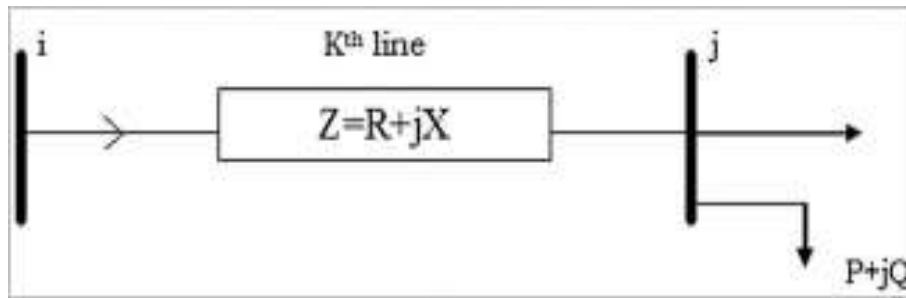 i
Kth line
j
Z=R+jX
P+jQ